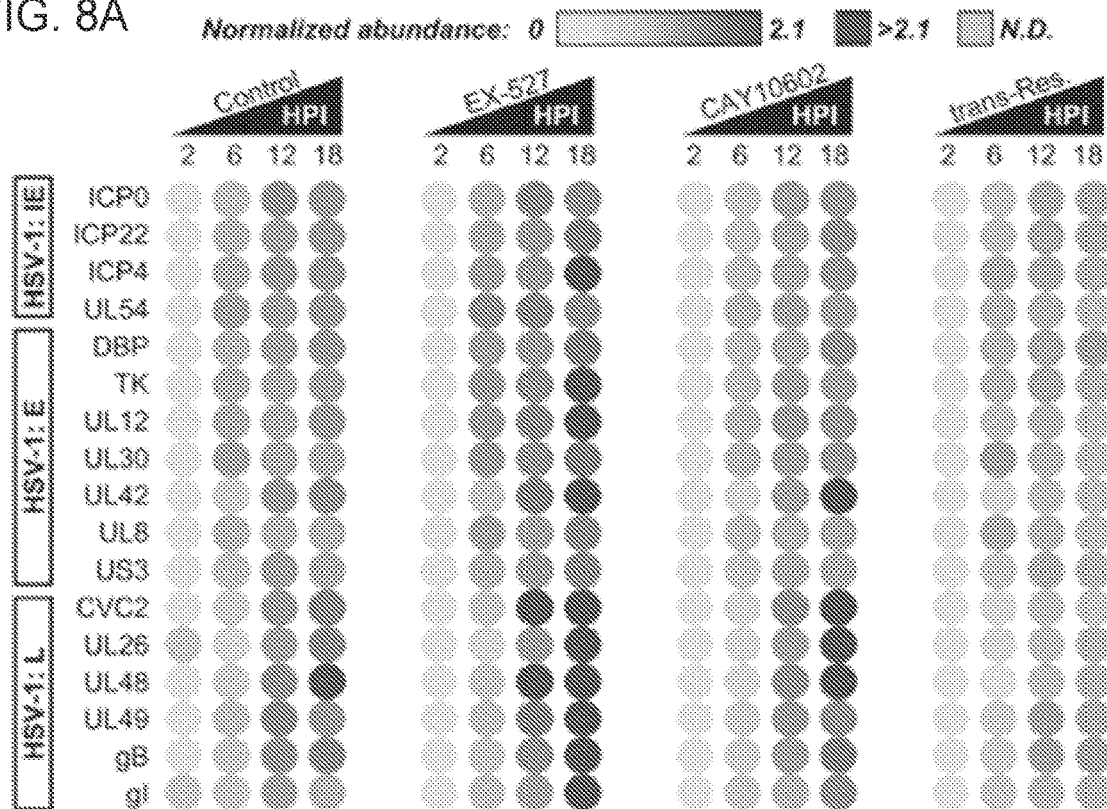 FIG. 8A
Normalized abundance: 0 2.1 >2.1 N.D.
Control EX-527 CAY10602 trans-Res.
HPI HPI HPI HPI
2 6 12 18 2 6 12 18 2 6 12 18 2 6 12 18
HSV-1: IE
ICP0
ICP22
ICP4
UL54
HSV-1: E
DBP
TK
UL12
UL30
UL42
UL8
US3
HSV-1: L
CVC2
UL26
UL48
UL49
gB
gI